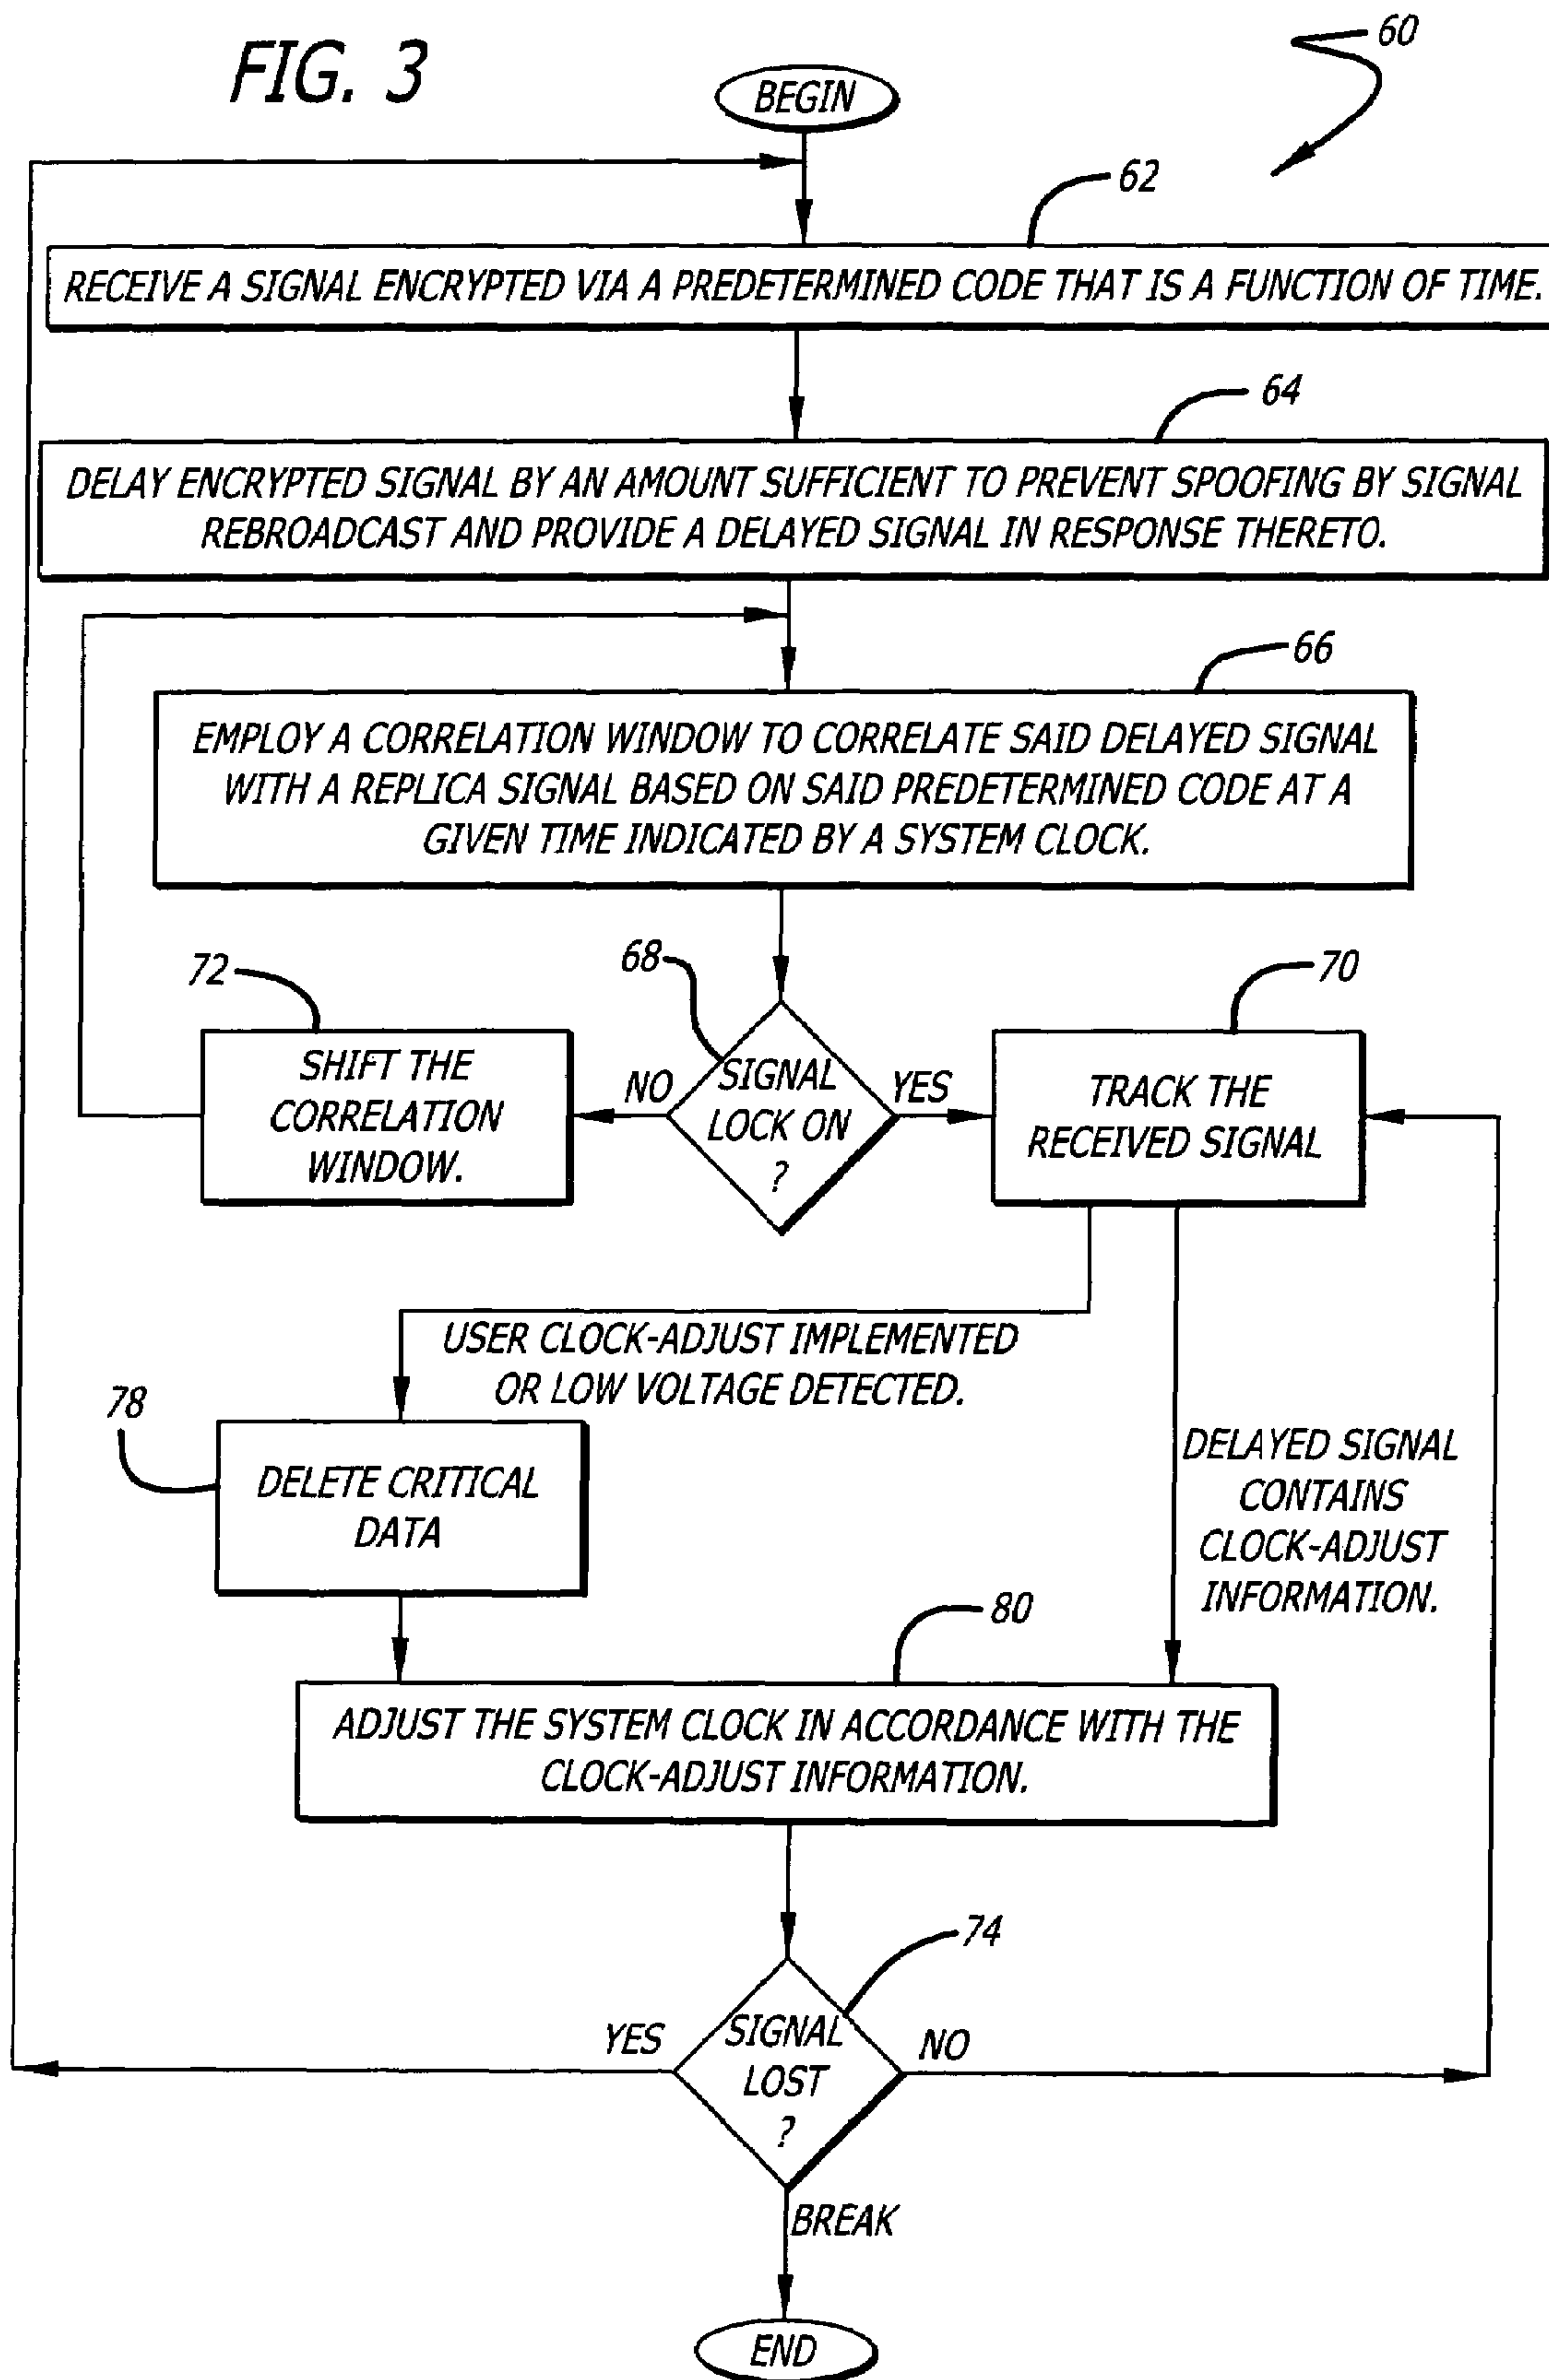 FIG. 3
60
BEGIN
62
RECEIVE A SIGNAL ENCRYPTED VIA A PREDETERMINED CODE THAT IS A FUNCTION OF TIME.
64
DELAY ENCRYPTED SIGNAL BY AN AMOUNT SUFFICIENT TO PREVENT SPOOFING BY SIGNAL
REBROADCAST AND PROVIDE A DELAYED SIGNAL IN RESPONSE THERETO.
66
EMPLOY A CORRELATION WINDOW TO CORRELATE SAID DELAYED SIGNAL
WITH A REPLICA SIGNAL BASED ON SAID PREDETERMINED CODE AT A
GIVEN TIME INDICATED BY A SYSTEM CLOCK.
72
SHIFT THE
CORRELATION
WINDOW.
NO
68
SIGNAL
LOCK ON
?
YES
70
TRACK THE
RECEIVED SIGNAL
USER CLOCK-ADJUST IMPLEMENTED
OR LOW VOLTAGE DETECTED.
78
DELETE CRITICAL
DATA
DELAYED SIGNAL
CONTAINS
CLOCK-ADJUST
INFORMATION.
80
ADJUST THE SYSTEM CLOCK IN ACCORDANCE WITH THE
CLOCK-ADJUST INFORMATION.
74
YES
SIGNAL
LOST
?
NO
BREAK
END